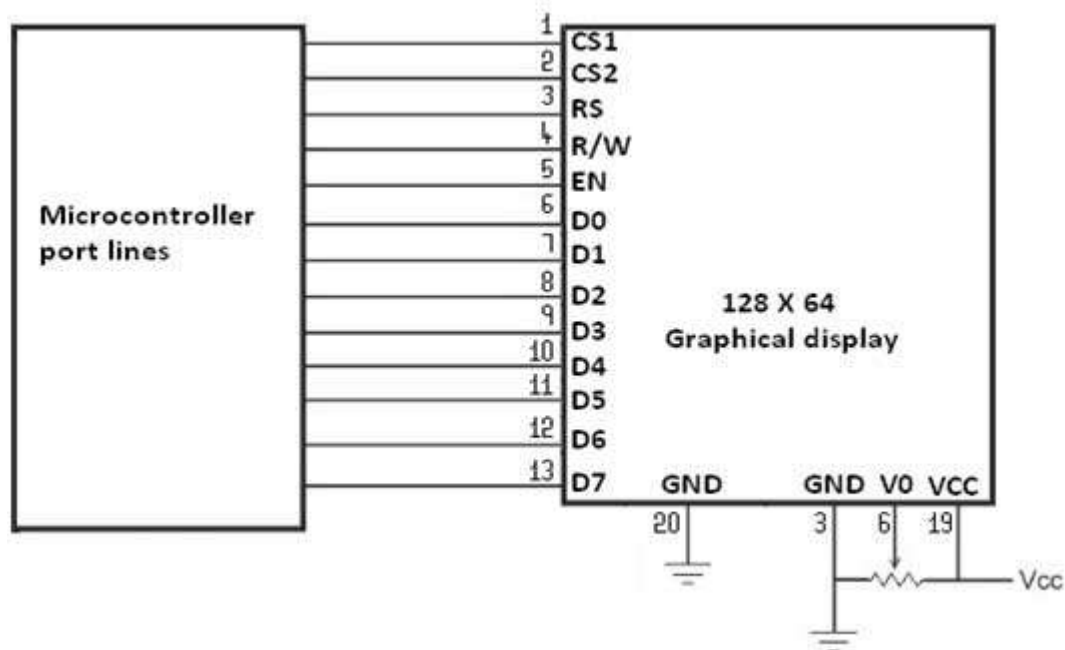 1
CS1
2
CS2
3
RS
4
R/W
5
EN
6
D0
7
D1
8
D2
9
D3
10
D4
11
D5
12
D6
13
D7
Microcontroller
port lines
128 X 64
Graphical display
GND GND V0 VCC
20 3 6 19
Vcc